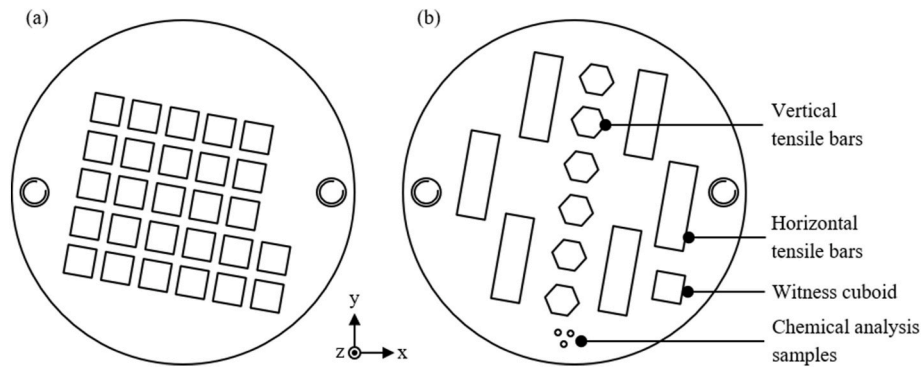 (a)
(b)
Vertical
tensile bars
Horizontal
tensile bars
Witness cuboid
Chemical analysis
samples
y
z
x